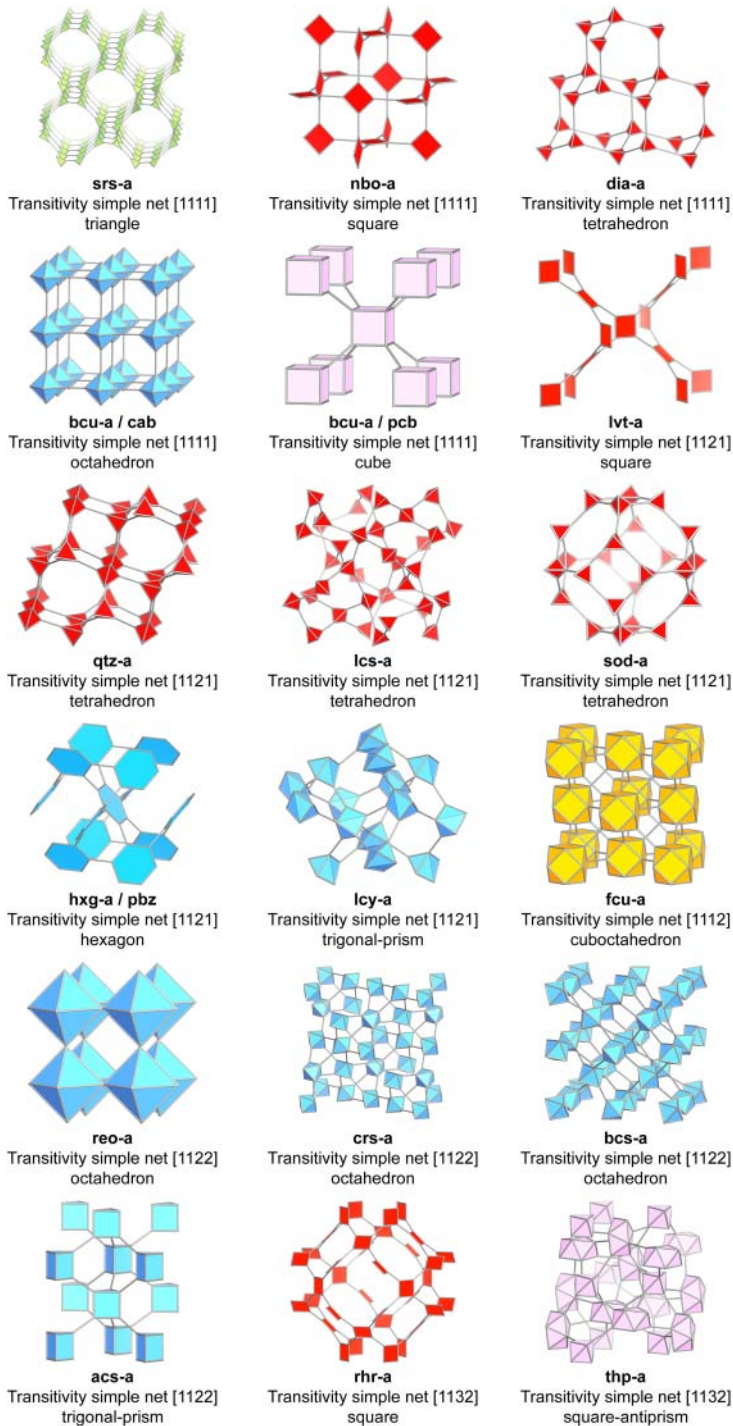 srs-a
Transitivity simple net [1111]
triangle
nbo-a
Transitivity simple net [1111]
square
dia-a
Transitivity simple net [1111]
tetrahedron
bcu-a / cab
Transitivity simple net [1111]
octahedron
bcu-a / pcb
Transitivity simple net [1111]
cube
lvt-a
Transitivity simple net [1121]
square
qtz-a
Transitivity simple net [1121]
tetrahedron
lcs-a
Transitivity simple net [1121]
tetrahedron
sod-a
Transitivity simple net [1121]
tetrahedron
hxg-a / pbz
Transitivity simple net [1121]
hexagon
lcy-a
Transitivity simple net [1121]
trigonal-prism
fcu-a
Transitivity simple net [1112]
cuboctahedron
reo-a
Transitivity simple net [1122]
octahedron
crs-a
Transitivity simple net [1122]
octahedron
bcs-a
Transitivity simple net [1122]
octahedron
acs-a
Transitivity simple net [1122]
trigonal-prism
rhr-a
Transitivity simple net [1132]
square
thp-a
Transitivity simple net [1132]
square-antiprism